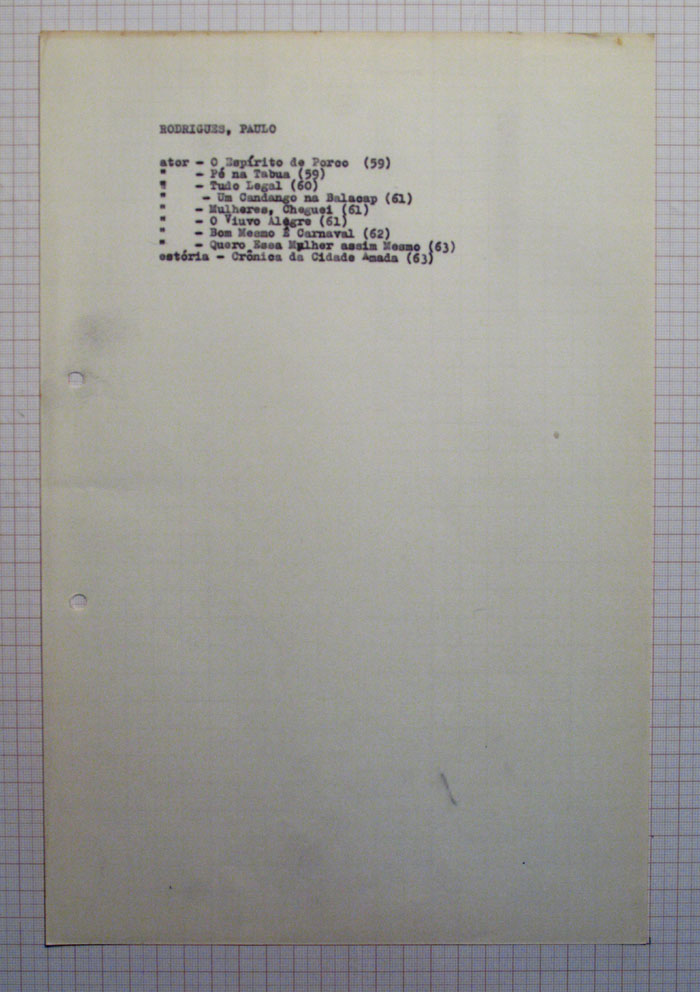 RODRIGUES, PAULO
ator - O Espírito de Porco (59)
" - Pé na Tabua (59)
" - Tudo Legal (60)
" - Um Candango na Belacap (61)
" - Mulheres, Cheguei (61)
" - O Viuvo Alegre (61)
" - Bom Mesmo É Carnaval (62)
" - Quero Essa Mulher assim Mesmo (63)
estória - Crônica da Cidade Amada (63)